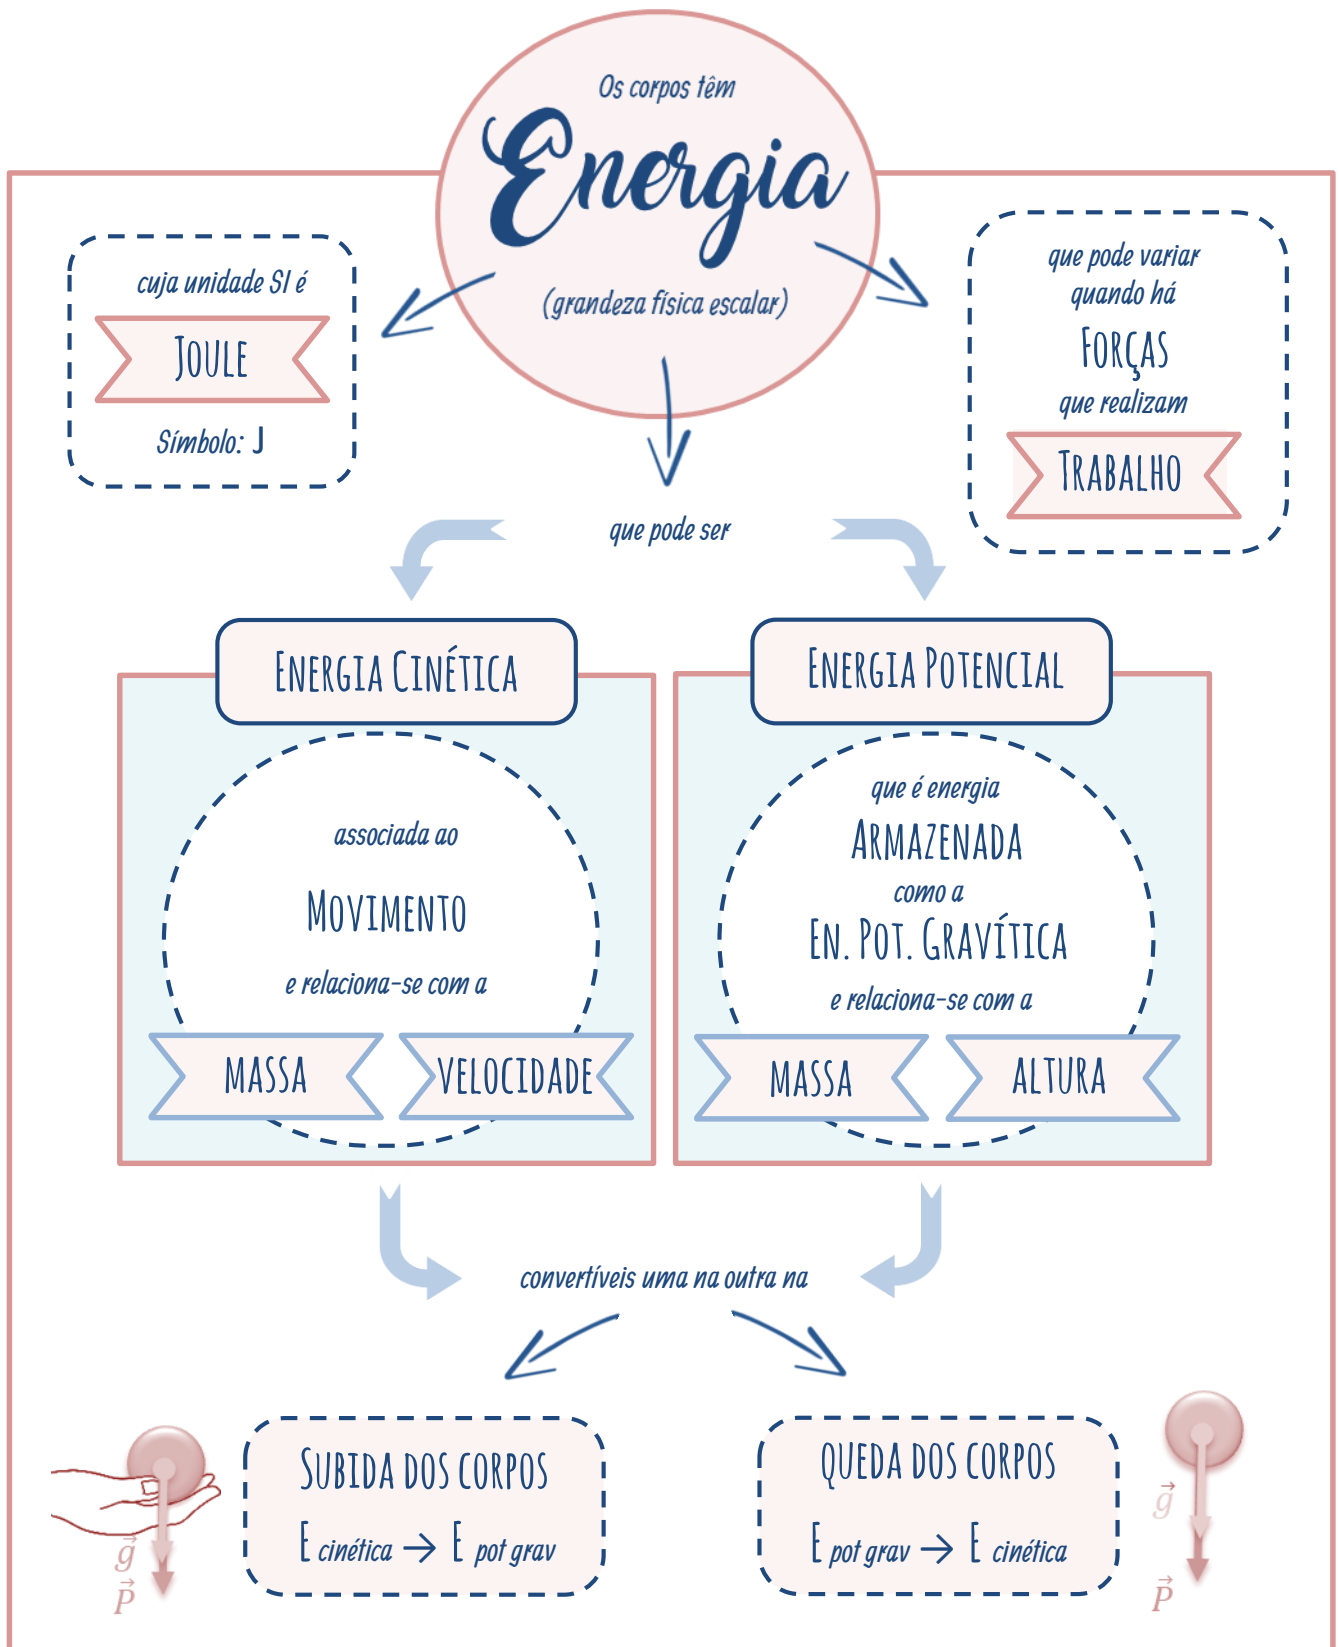 Os corpos têm
Energia
(grandeza física escalar)
cuja unidade SI é
JOULE
Símbolo: J
que pode variar
quando há
FORÇAS
que realizam
TRABALHO
que pode ser
ENERGIA CINÉTICA
associada ao
MOVIMENTO
e relaciona-se com a
MASSA
VELOCIDADE
ENERGIA POTENCIAL
que é energia
ARMAZENADA
como a
EN. POT. GRAVÍTICA
e relaciona-se com a
MASSA
ALTURA
convertíveis uma na outra na
SUBIDA DOS CORPOS
E cinética → E pot grav
g⃗
P⃗
QUEDA DOS CORPOS
E pot grav → E cinética
g⃗
P⃗